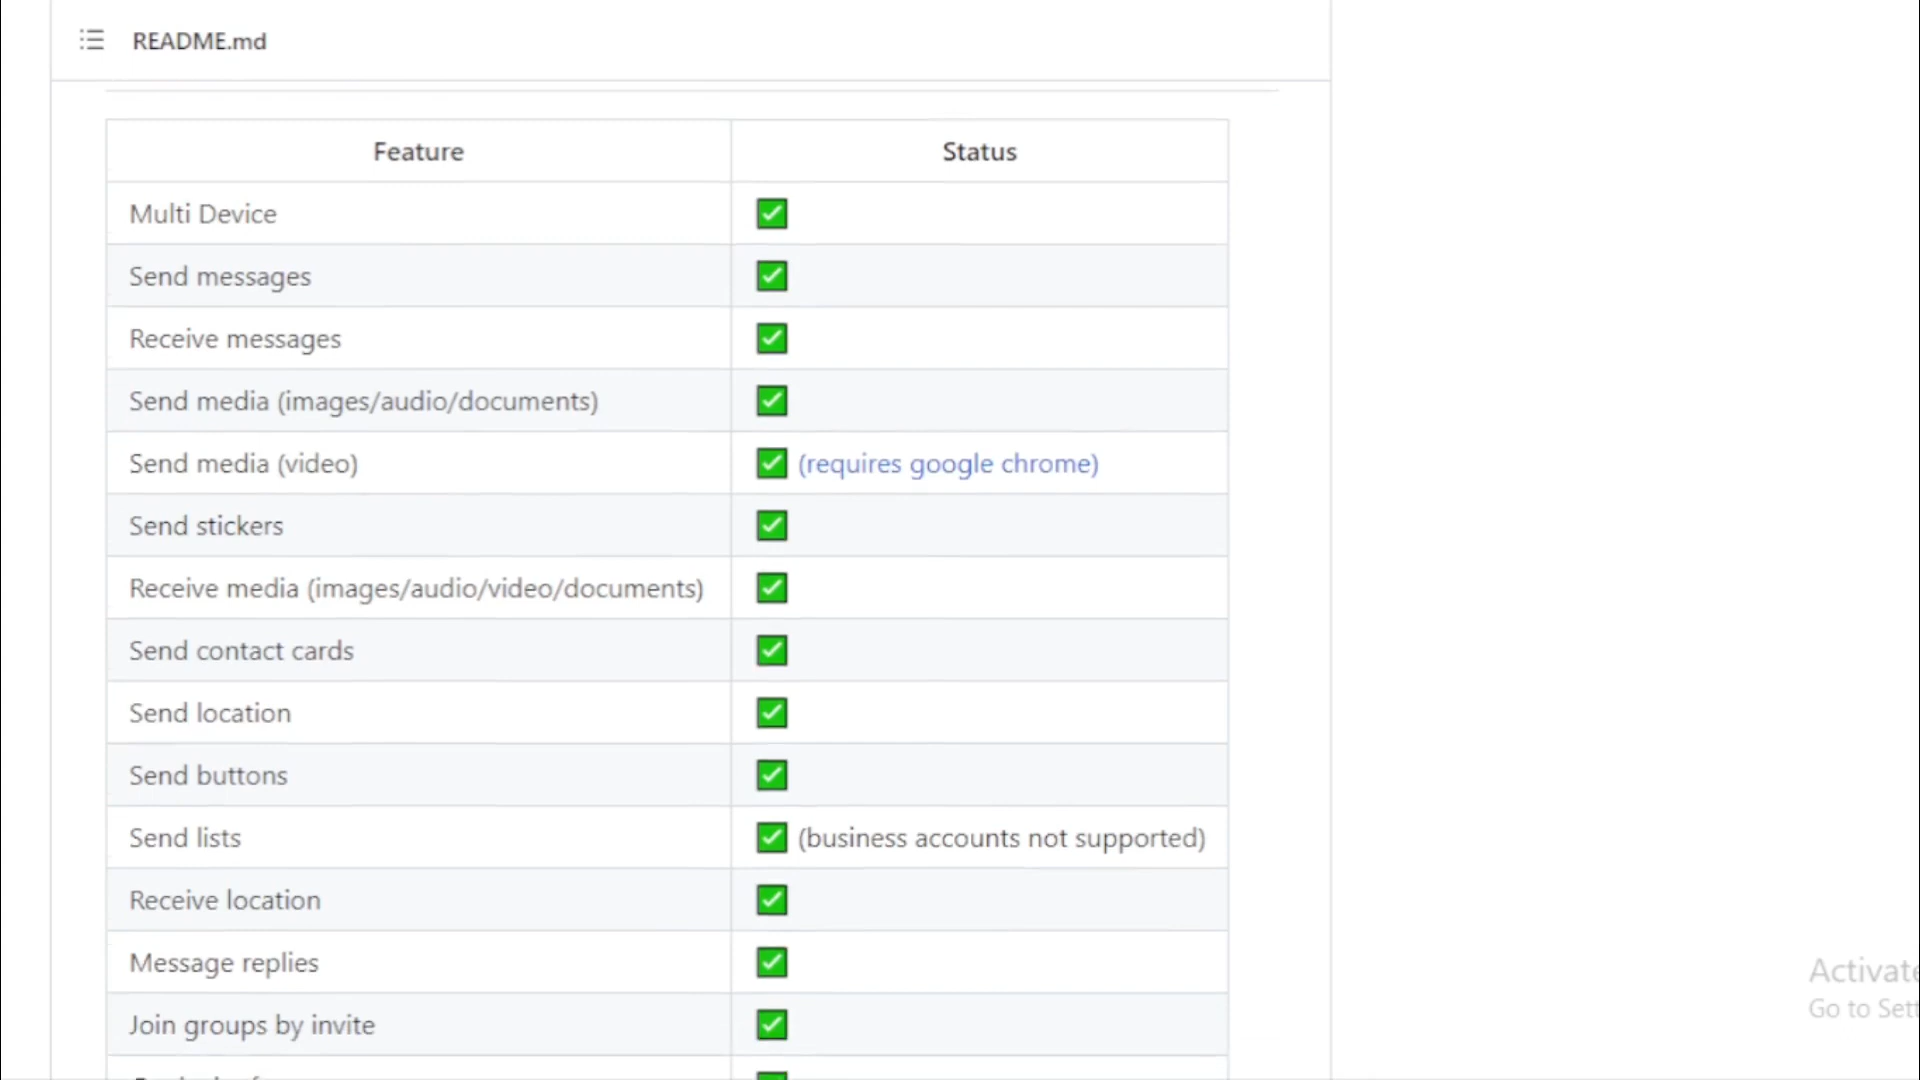 README.md
Feature Status
Multi Device ✅
Send messages ✅
Receive messages ✅
Send media (images/audio/documents) ✅
Send media (video) ✅ (requires google chrome)
Send stickers ✅
Receive media (images/audio/video/documents) ✅
Send contact cards ✅
Send location ✅
Send buttons ✅
Send lists ✅ (business accounts not supported)
Receive location ✅
Message replies ✅
Join groups by invite ✅
Activate
Go to Sett